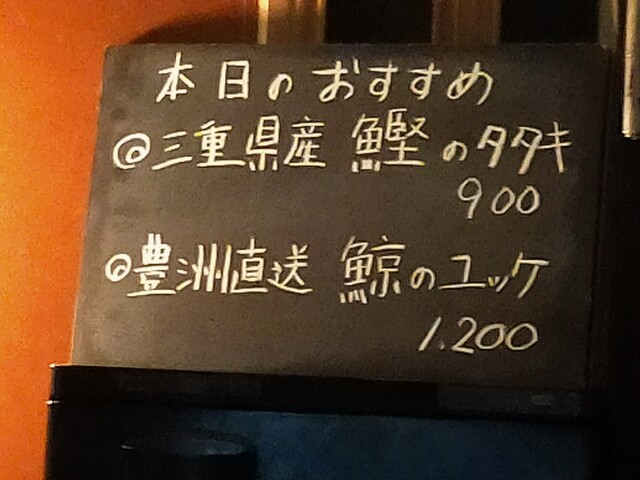 本日のおすすめ
◎三重県産 鰹のタタキ
900
◎豊洲直送 鯨のユッケ
1.200